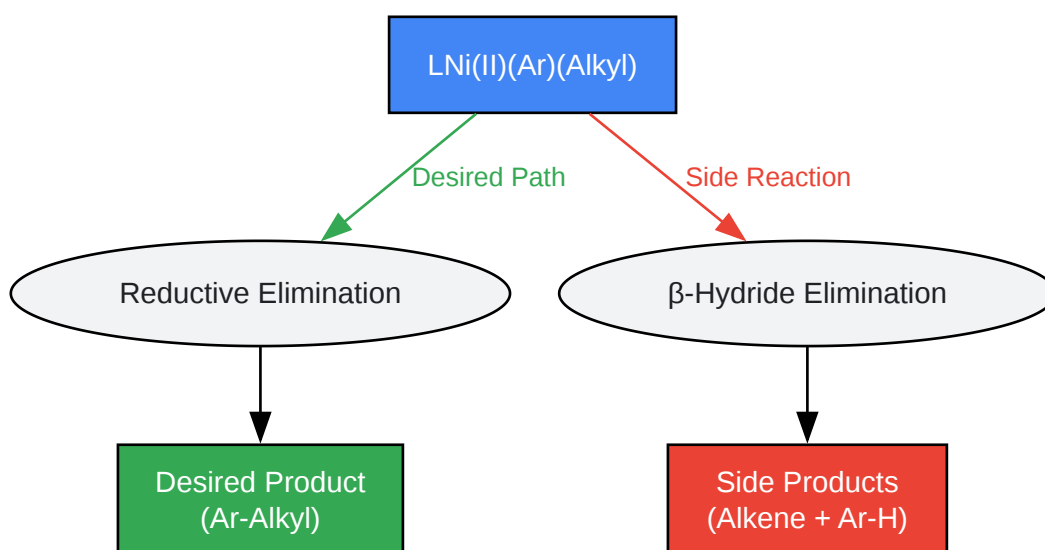 LNi(II)(Ar)(Alkyl)
Desired Path
Side Reaction
Reductive Elimination
β-Hydride Elimination
Desired Product
(Ar-Alkyl)
Side Products
(Alkene + Ar-H)